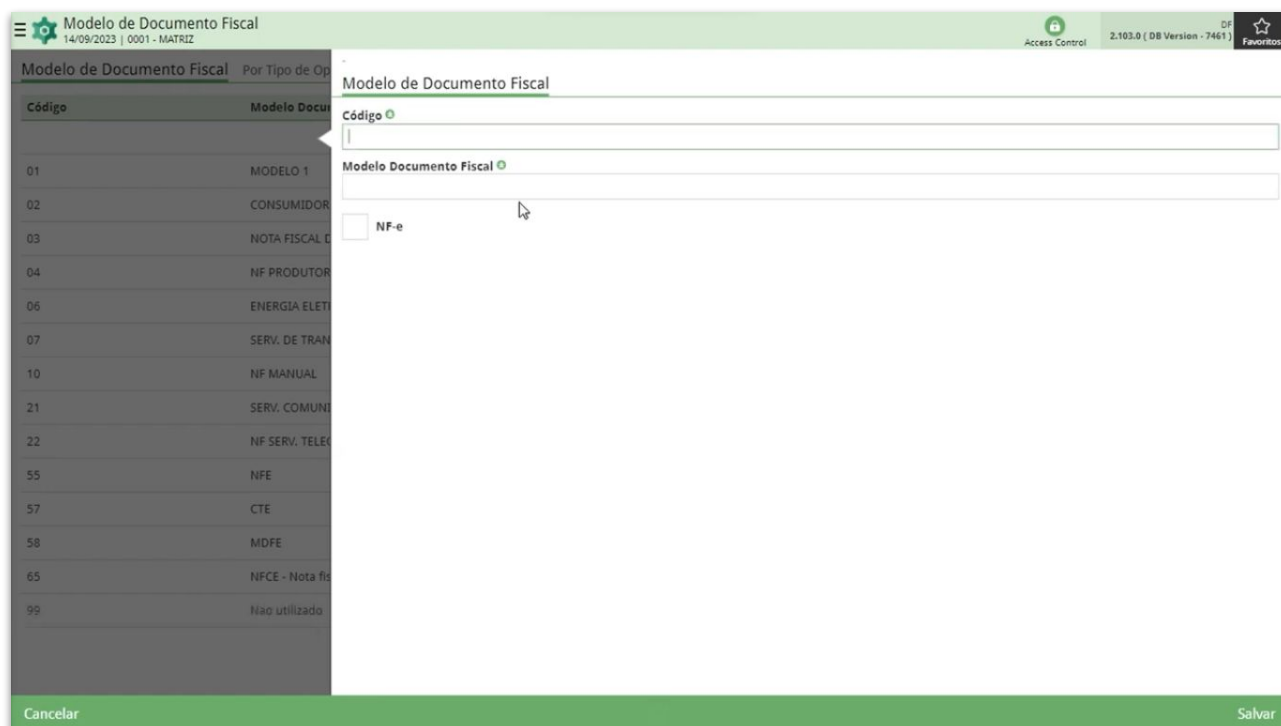 Modelo de Documento Fiscal
14/09/2023 | 0001 - MATRIZ
Access Control
DF
2.103.0 ( DB Version - 7461 )
Favoritos
Modelo de Documento Fiscal Por Tipo de Op
Código Modelo Docu
01 MODELO 1
02 CONSUMIDOR
03 NOTA FISCAL D
04 NF PRODUTOR
06 ENERGIA ELET
07 SERV. DE TRAN
10 NF MANUAL
21 SERV. COMUNI
22 NF SERV. TELE
55 NFE
57 CTE
58 MDFE
65 NFCE - Nota fis
99 Nao utilizado
Modelo de Documento Fiscal
Código
Modelo Documento Fiscal
NF-e
Cancelar
Salvar